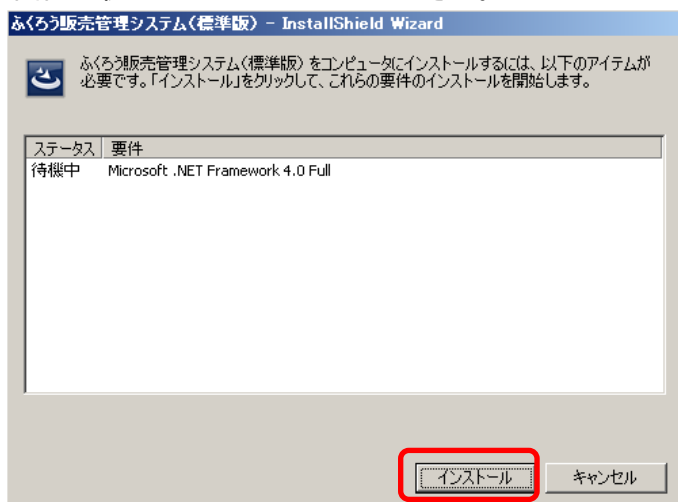 ふくろう販売管理システム(標準版) - InstallShield Wizard
ふくろう販売管理システム(標準版) をコンピュータにインストールするには、以下のアイテムが
必要です。「インストール」をクリックして、これらの要件のインストールを開始します。
ステータス 要件
待機中 Microsoft .NET Framework 4.0 Full
インストール キャンセル